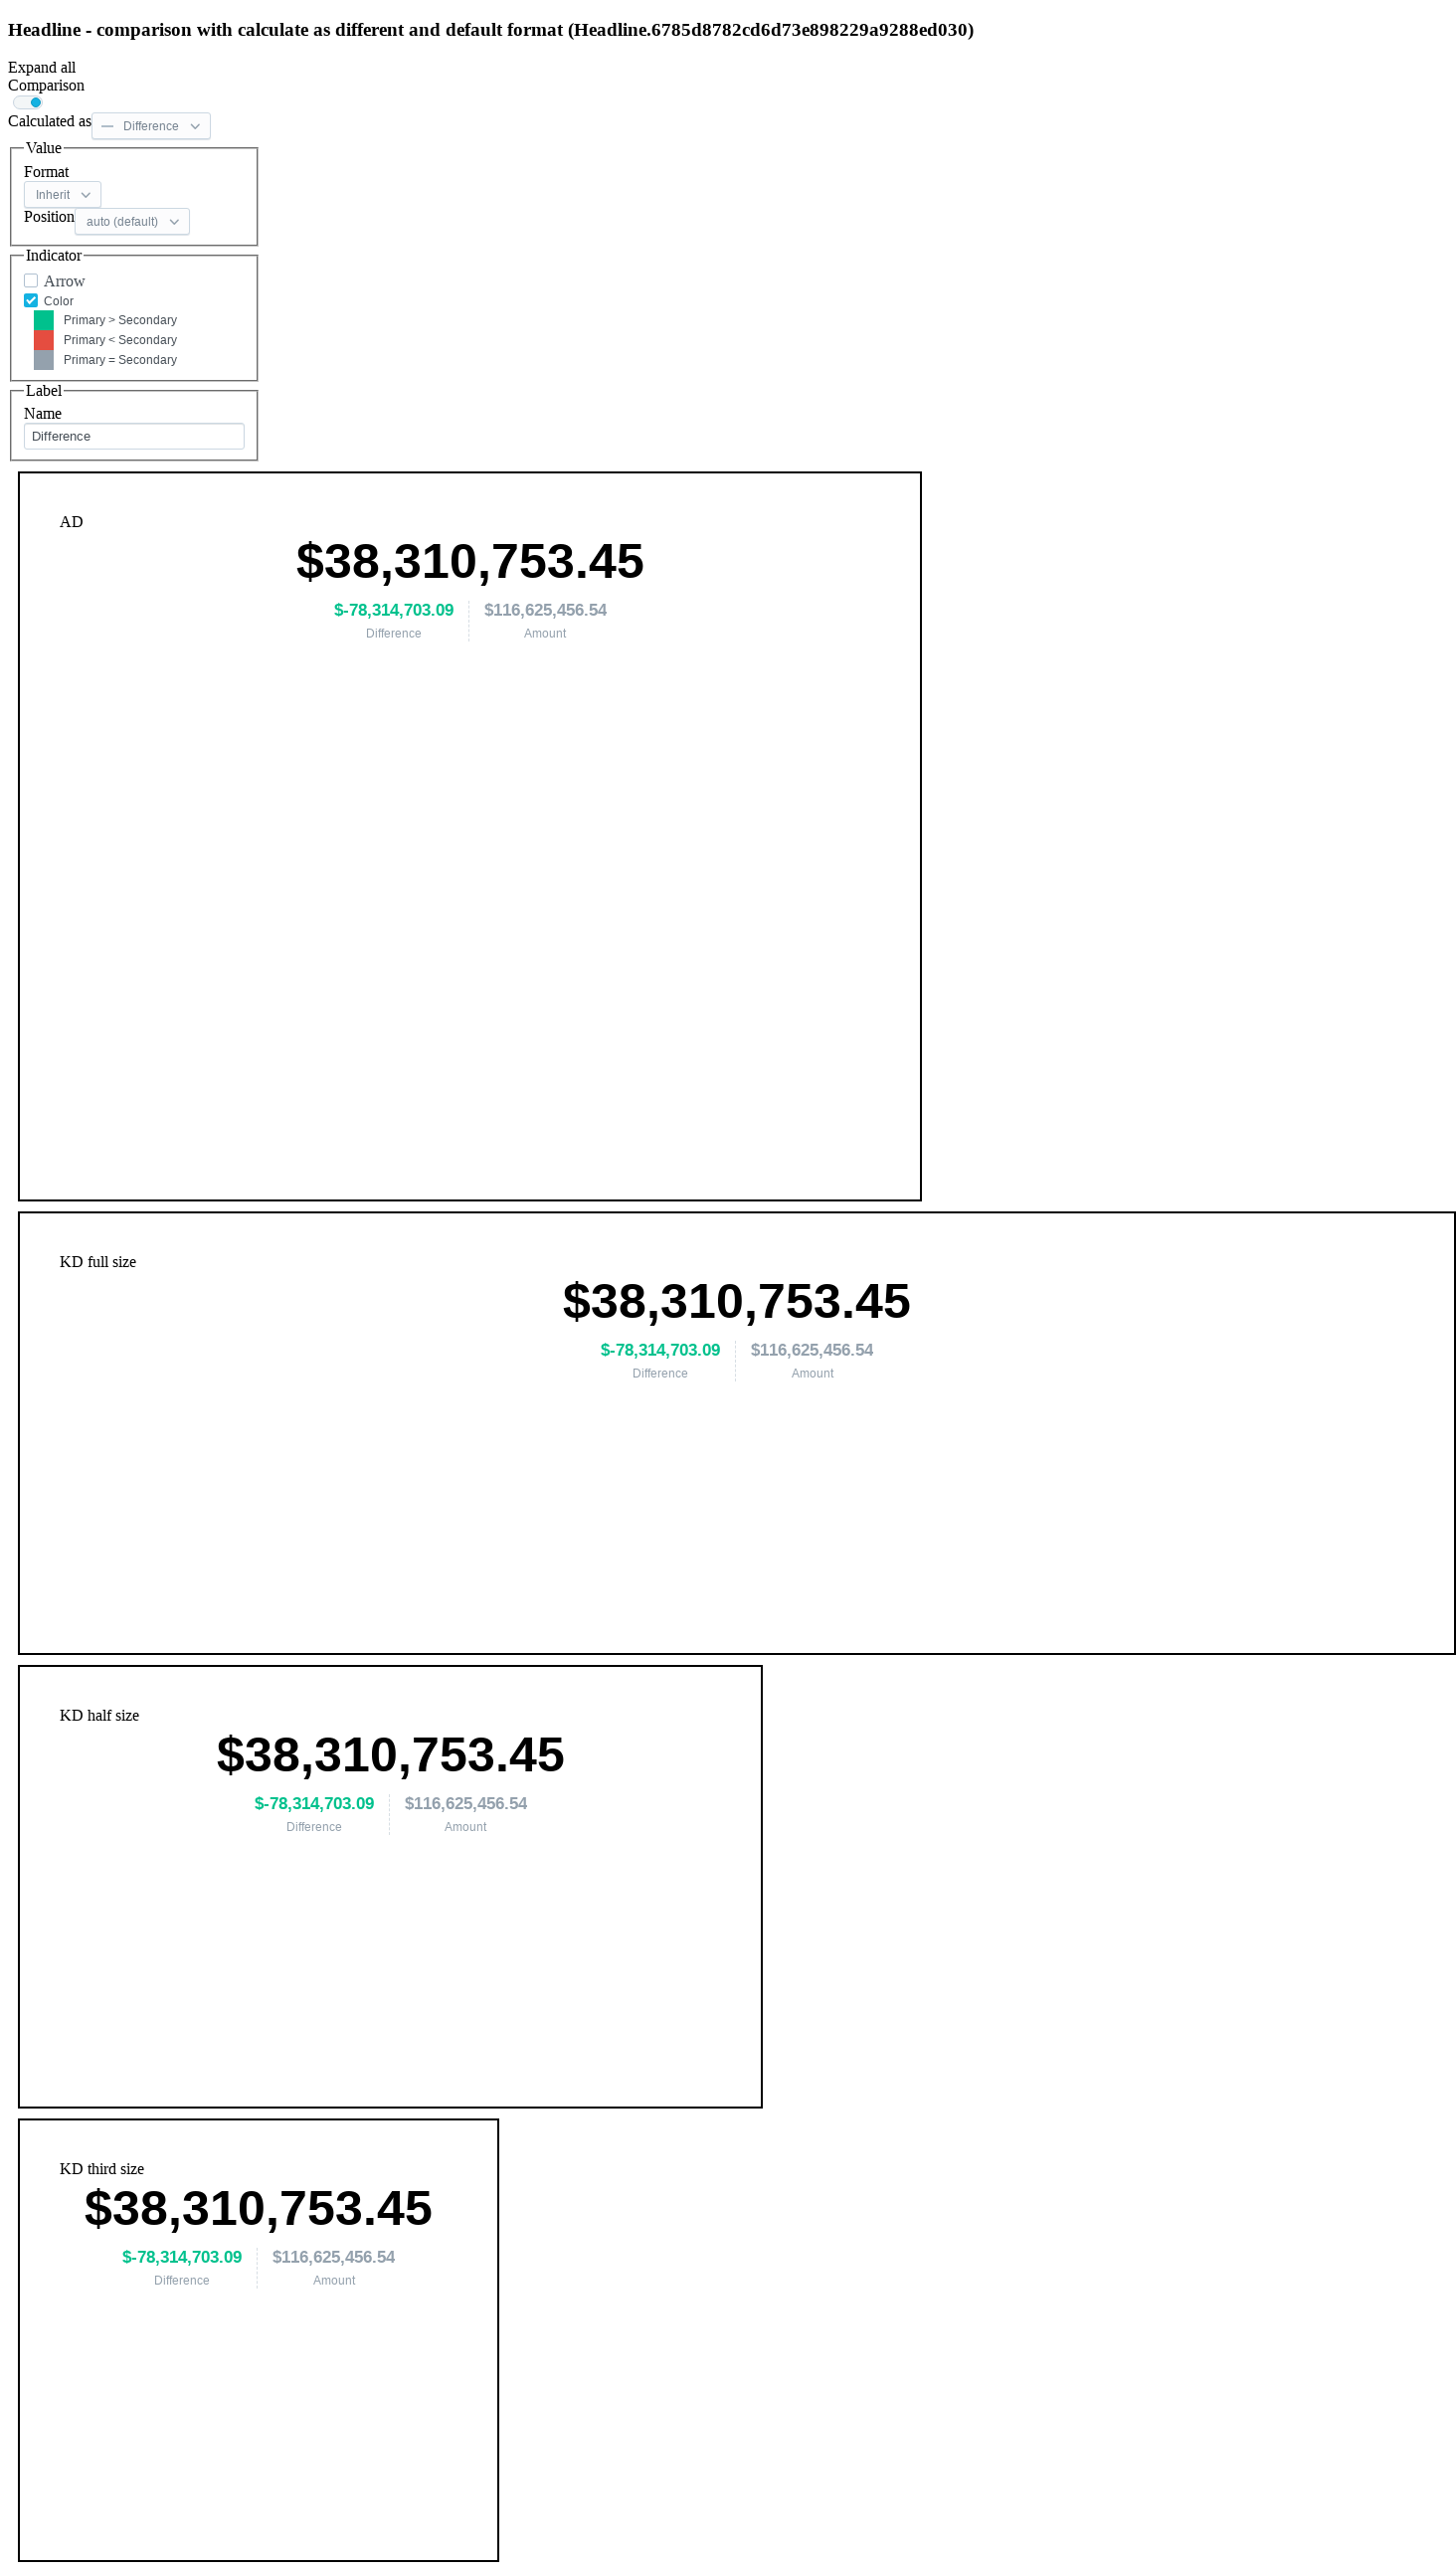 Headline - comparison with calculate as different and default format (Headline.6785d8782cd6d73e898229a9288ed030)
Expand all
Comparison
Calculated as Difference
Value
Format
Inherit
Position auto (default)
Indicator
Arrow
Color
Primary > Secondary
Primary < Secondary
Primary = Secondary
Label
Name
Difference
AD
$38,310,753.45
$-78,314,703.09 $116,625,456.54
Difference Amount
KD full size
$38,310,753.45
$-78,314,703.09 $116,625,456.54
Difference Amount
KD half size
$38,310,753.45
$-78,314,703.09 $116,625,456.54
Difference Amount
KD third size
$38,310,753.45
$-78,314,703.09 $116,625,456.54
Difference Amount